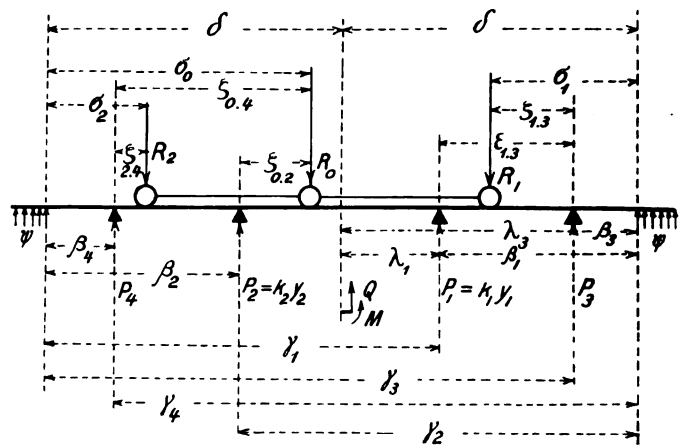 δ δ
σ₀ σ₁
ξ₀.₄
σ₂ ξ₁.₃
ε₁.₃
ξ₂.₄ R₂ ξ₀.₂ R₀ R₁
ψ β₄ λ₃ β₃ ψ
λ₁ β₁
β₂
P₄ P₂=k₂y₂ Q P₁=k₁y₁ P₃
M
γ₁
γ₃
γ₄
γ₂